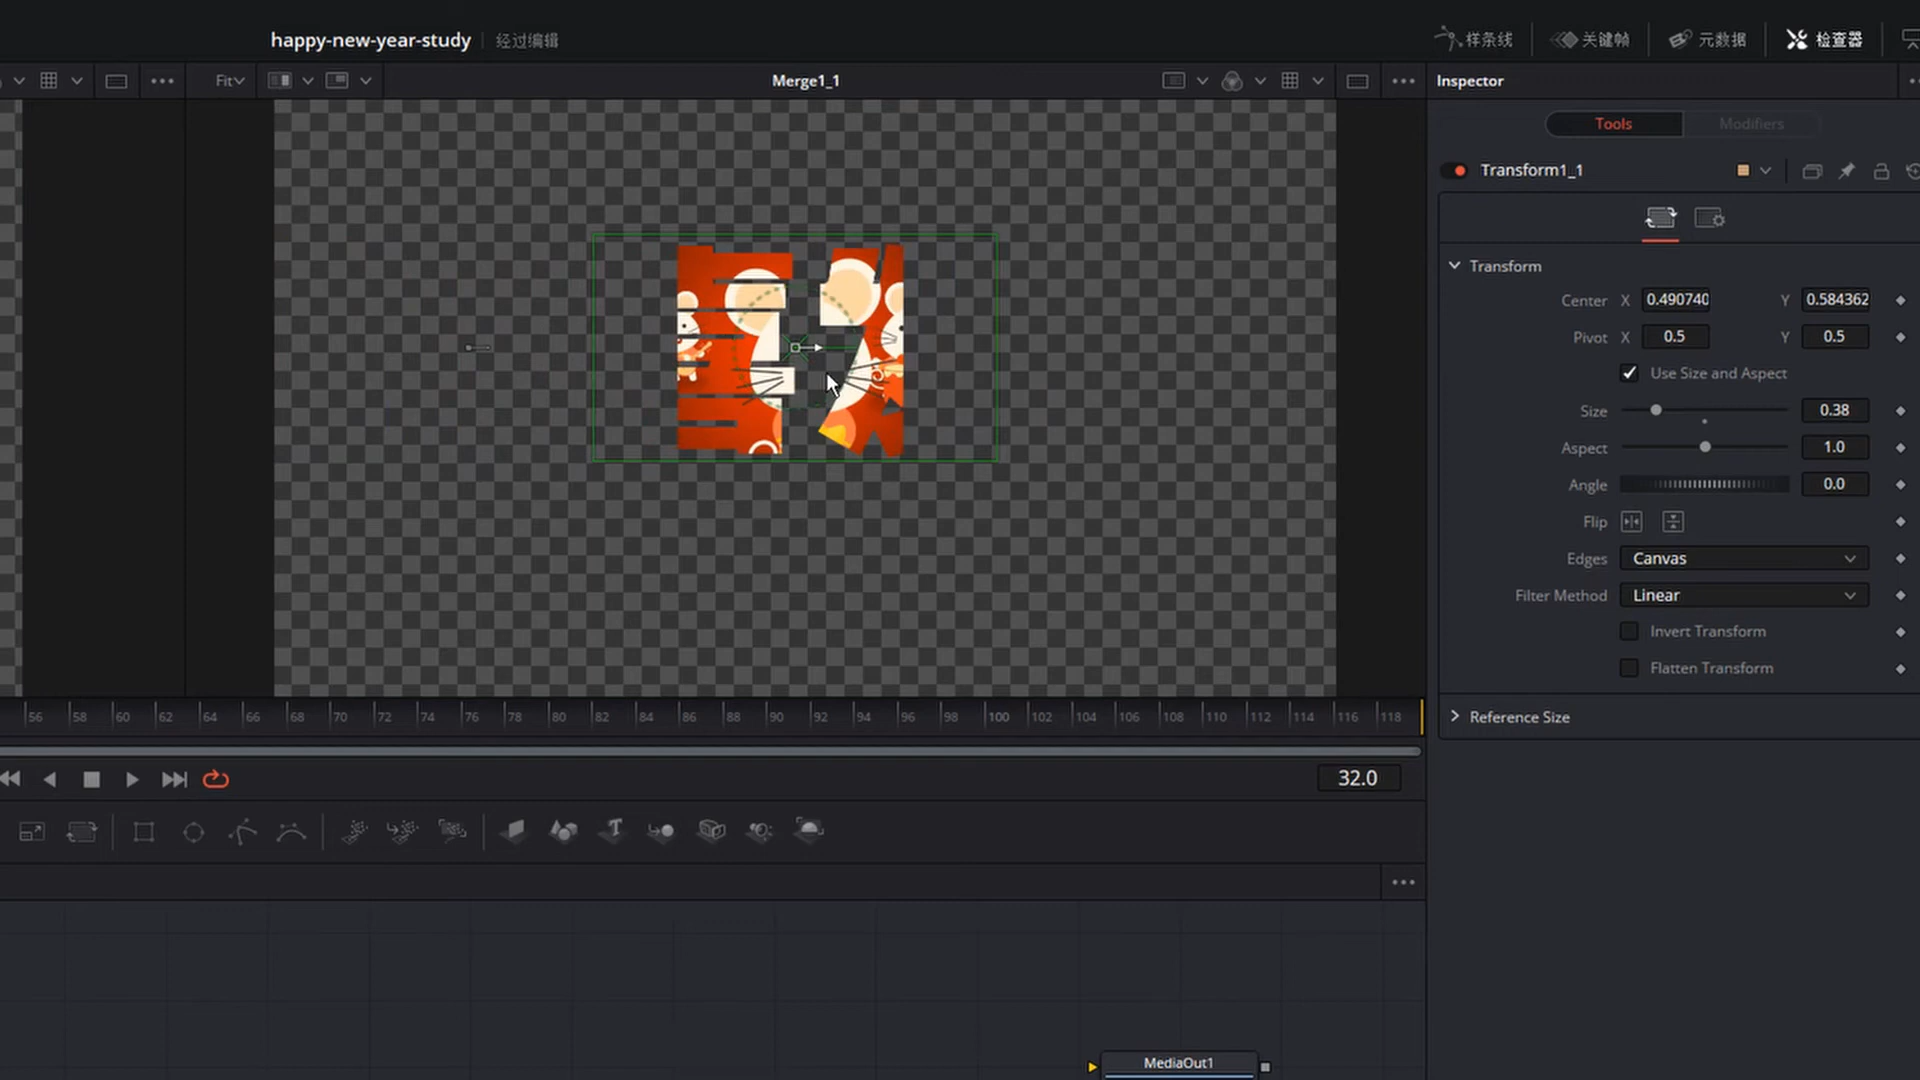 happy-new-year-study 经过编辑 样条线 关键帧 元数据 检查器
Fit Merge1_1 Inspector
Tools Modifiers
Transform1_1
Transform
Center X 0.490740 Y 0.584362
Pivot X 0.5 Y 0.5
Use Size and Aspect
Size 0.38
Aspect 1.0
Angle 0.0
Flip
Edges Canvas
Filter Method Linear
Invert Transform
Flatten Transform
Reference Size
56 58 60 62 64 66 68 70 72 74 76 78 80 82 84 86 88 90 92 94 96 98 100 102 104 106 108 110 112 114 116 118
32.0
MediaOut1